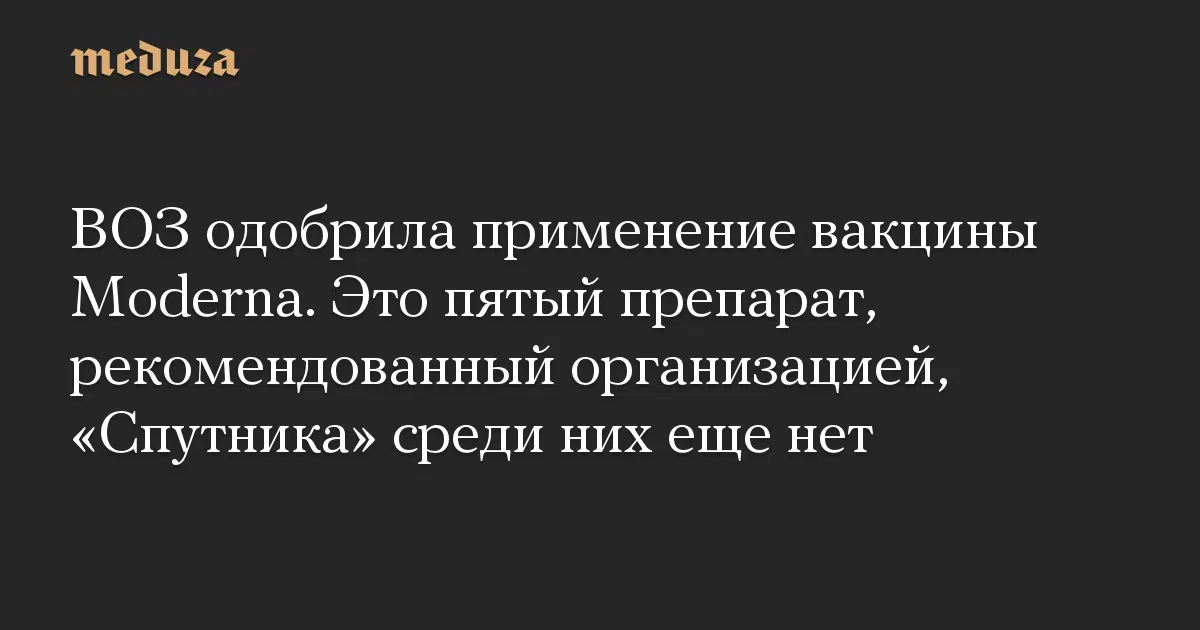 meduza
ВОЗ одобрила применение вакцины
Moderna. Это пятый препарат,
рекомендованный организацией,
«Спутника» среди них еще нет